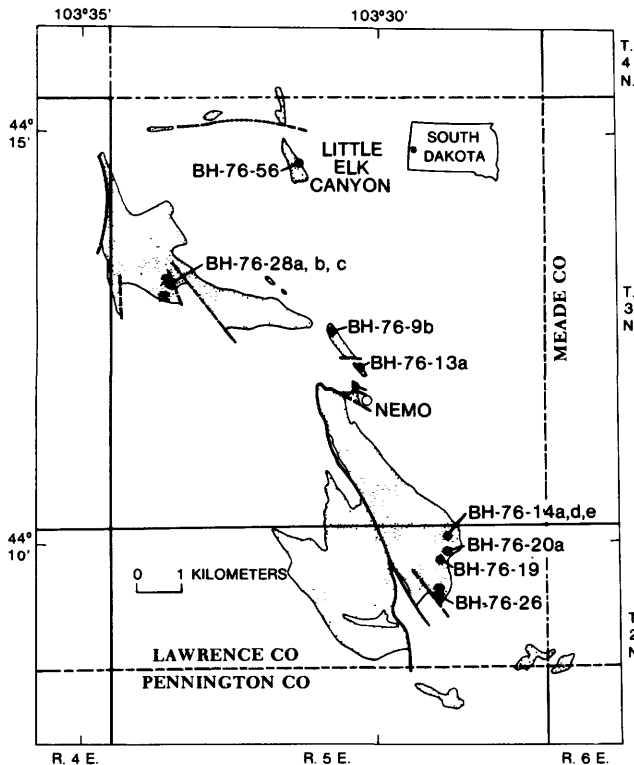 103°35'
103°30'
T.
4
N.
44°
15'
SOUTH
DAKOTA
LITTLE
ELK
CANYON
BH-76-56
BH-76-28a, b, c
T.
3
N.
MEADE CO
BH-76-9b
BH-76-13a
NEMO
BH-76-14a,d,e
44°
10'
BH-76-20a
BH-76-19
0 1 KILOMETERS
BH-76-26
T.
2
N.
LAWRENCE CO
PENNINGTON CO
R. 4 E.
R. 5 E.
R. 6 E.